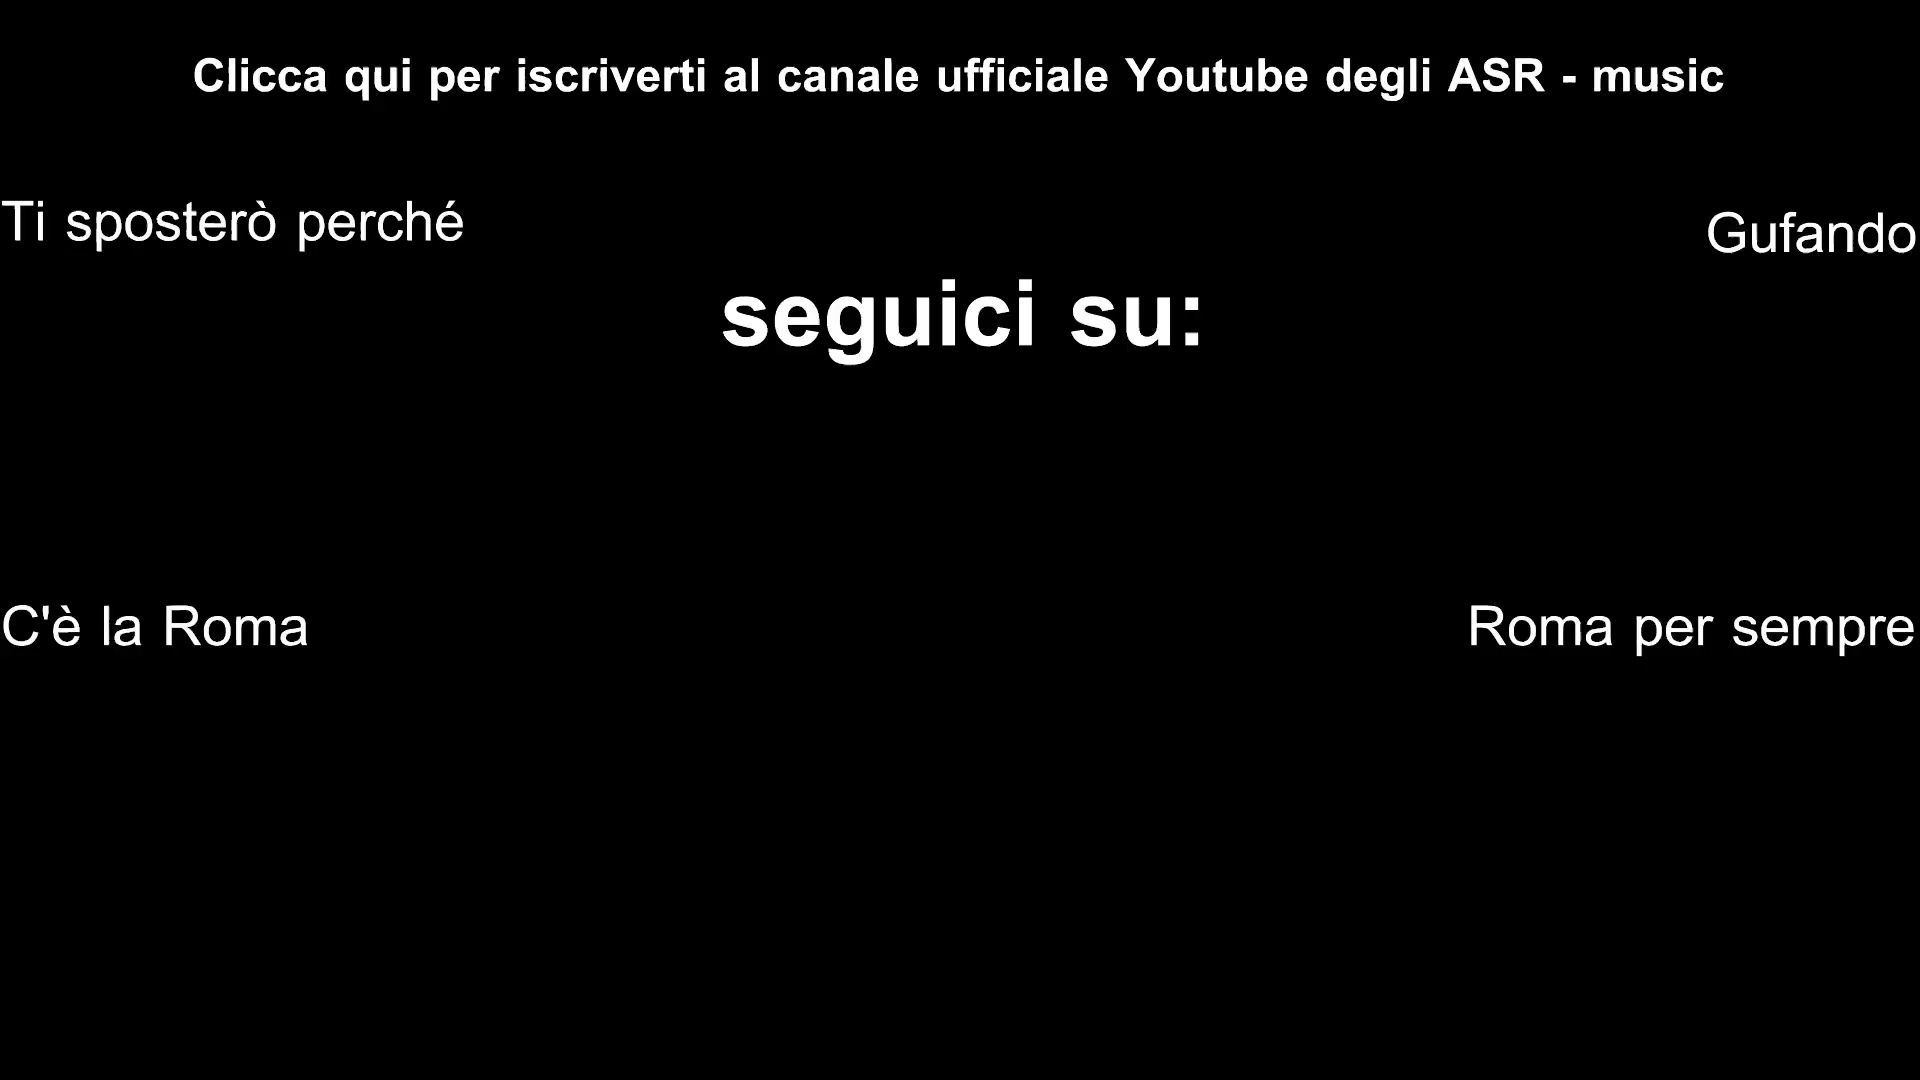 Clicca qui per iscriverti al canale ufficiale Youtube degli ASR - music
Ti sposterò perché
Gufando
seguici su:
C'è la Roma
Roma per sempre